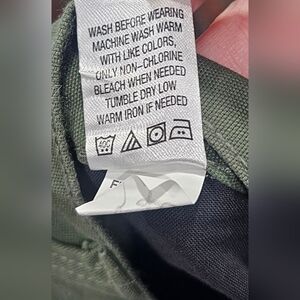 WASH BEFORE WEARING
MACHINE WASH WARM
WITH LIKE COLORS,
ONLY NON-CHLORINE
BLEACH WHEN NEEDED
TUMBLE DRY LOW
WARM IRON IF NEEDED
40C
F